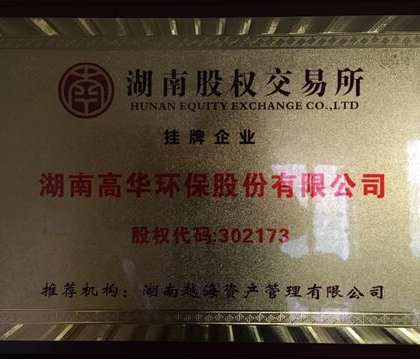 湖南股权交易所
HUNAN EQUITY EXCHANGE CO.,LTD
挂牌企业
湖南高华环保股份有限公司
股权代码:302173
推荐机构：湖南越海资产管理有限公司